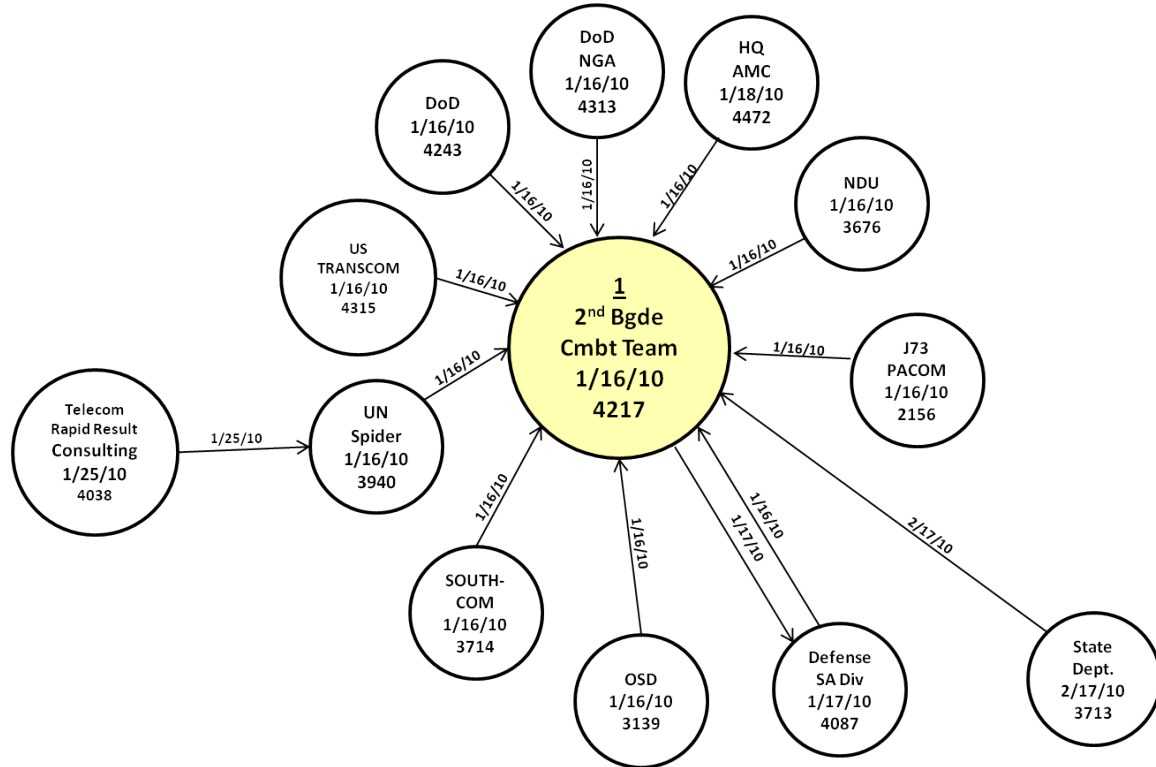 DoD
NGA
1/16/10
4313
HQ
AMC
1/18/10
4472
DoD
1/16/10
4243
NDU
1/16/10
3676
US
TRANSCOM
1/16/10
4315
1/16/10
1/16/10
1/16/10
1/16/10
1/16/10
1
2nd Bgde
Cmbt Team
1/16/10
4217
1/16/10
J73
PACOM
1/16/10
2156
Telecom
Rapid Result
Consulting
1/25/10
4038
1/25/10
UN
Spider
1/16/10
3940
1/16/10
1/16/10
1/16/10
1/17/10
1/16/10
2/17/10
SOUTH-
COM
1/16/10
3714
OSD
1/16/10
3139
Defense
SA Div
1/17/10
4087
State
Dept.
2/17/10
3713